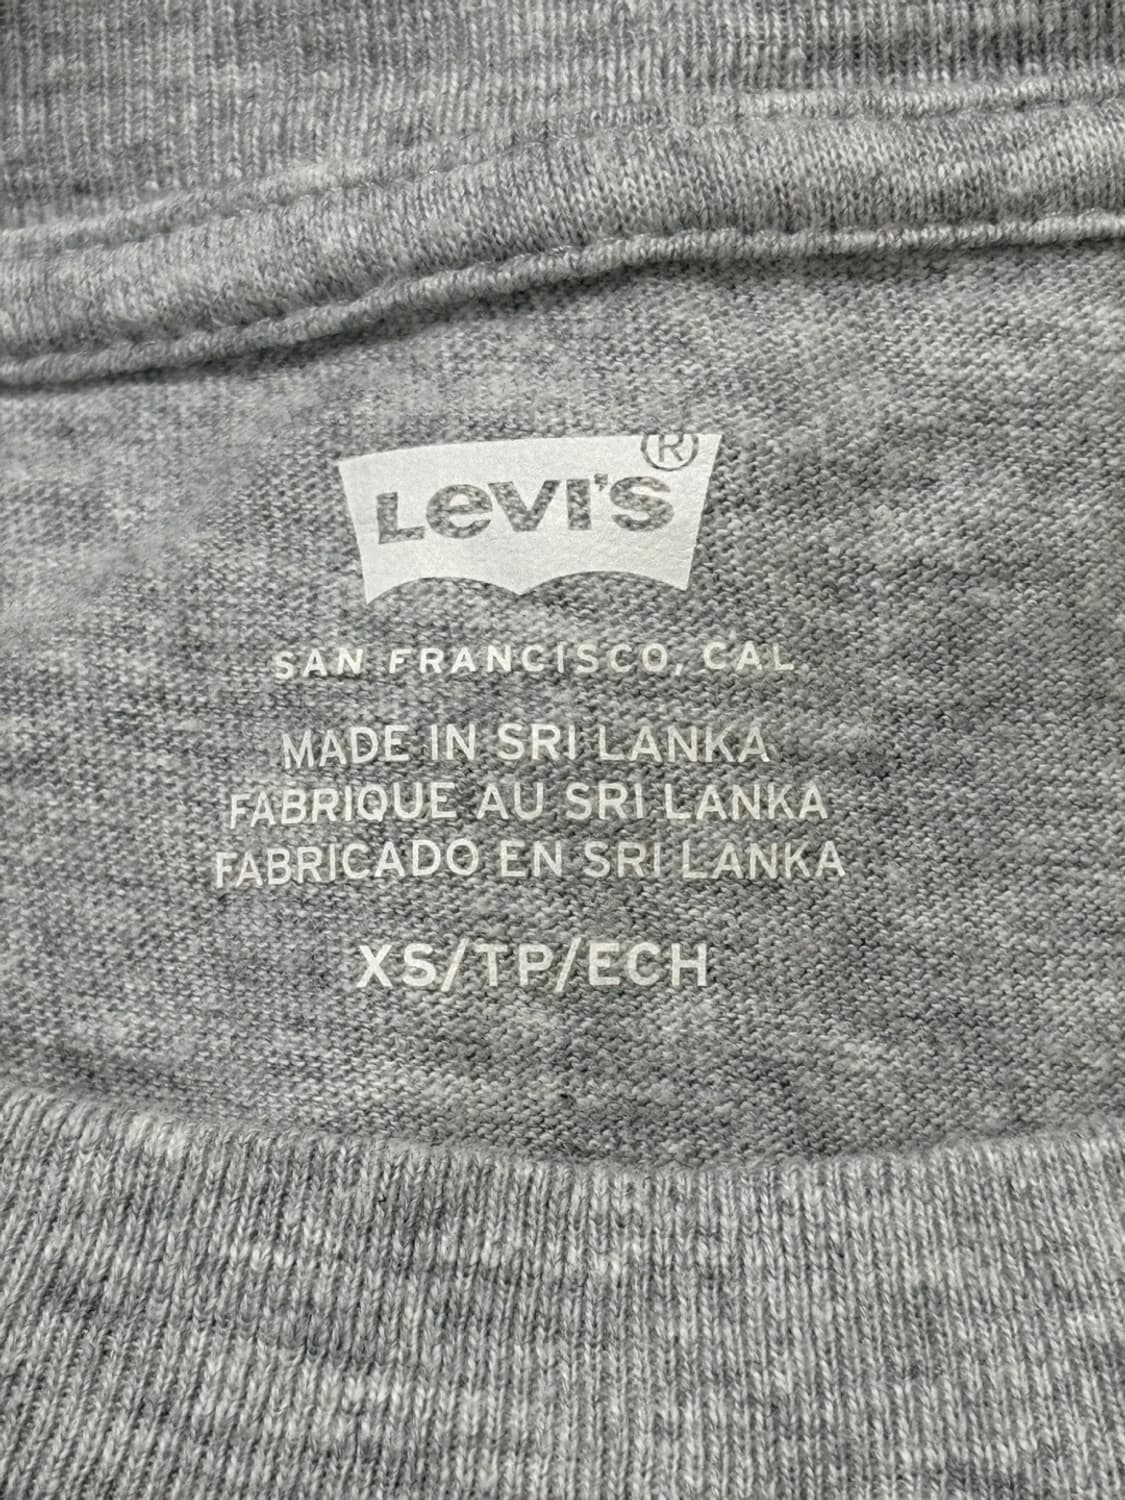 Levi's ®
SAN FRANCISCO, CAL.
MADE IN SRI LANKA
FABRIQUE AU SRI LANKA
FABRICADO EN SRI LANKA
XS/TP/ECH